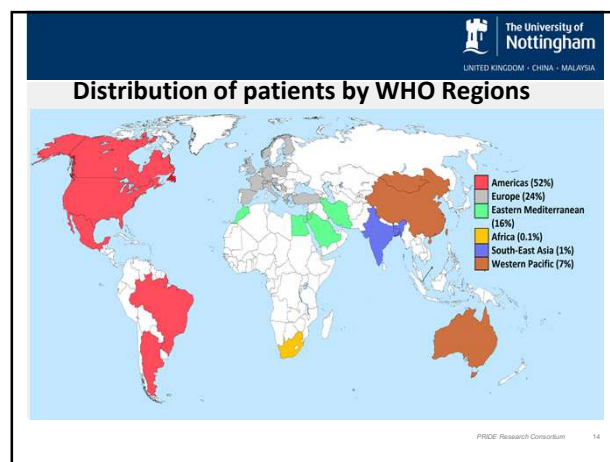 The University of
Nottingham
UNITED KINGDOM · CHINA · MALAYSIA
Distribution of patients by WHO Regions
Americas (52%)
Europe (24%)
Eastern Mediterranean
(16%)
Africa (0.1%)
South-East Asia (1%)
Western Pacific (7%)
PRIDE Research Consortium 14